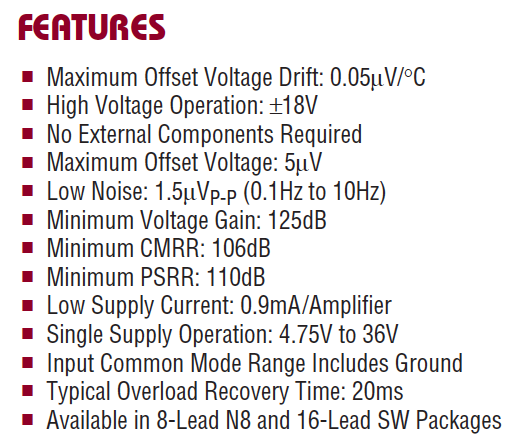 FEATURES
■ Maximum Offset Voltage Drift: 0.05μV/°C
■ High Voltage Operation: ±18V
■ No External Components Required
■ Maximum Offset Voltage: 5μV
■ Low Noise: 1.5μVP-P (0.1Hz to 10Hz)
■ Minimum Voltage Gain: 125dB
■ Minimum CMRR: 106dB
■ Minimum PSRR: 110dB
■ Low Supply Current: 0.9mA/Amplifier
■ Single Supply Operation: 4.75V to 36V
■ Input Common Mode Range Includes Ground
■ Typical Overload Recovery Time: 20ms
■ Available in 8-Lead N8 and 16-Lead SW Packages